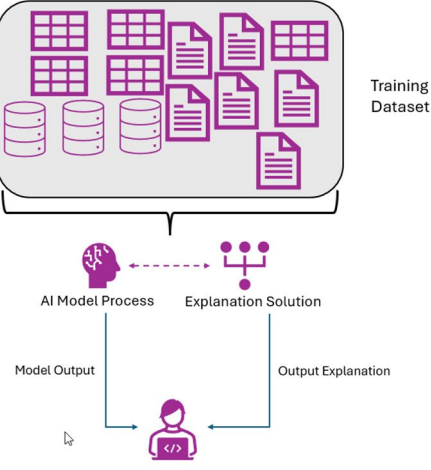 Training
Dataset
AI Model Process
Explanation Solution
Model Output
Output Explanation
</>